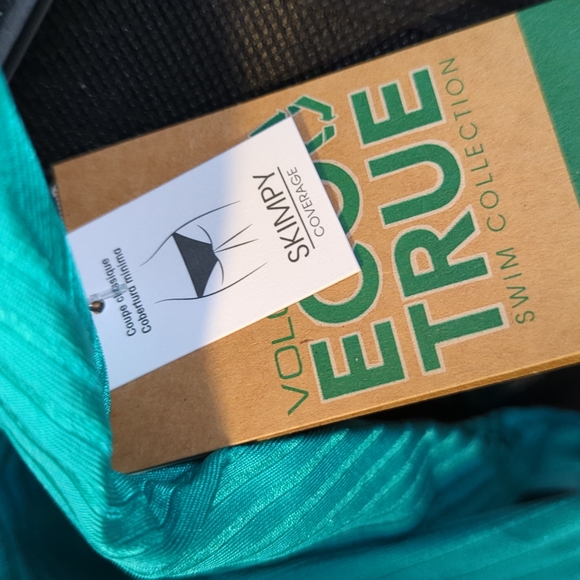 SKIMPY
COVERAGE
Coupe classique
Cobertura mínima
ECO
TRUE
SWIM COLLECTION